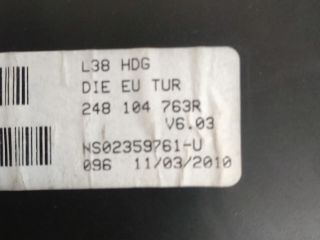 L38 HDG
DIE EU TUR
248 104 763R
V6.03
NS02359761-U
096 11/03/2010